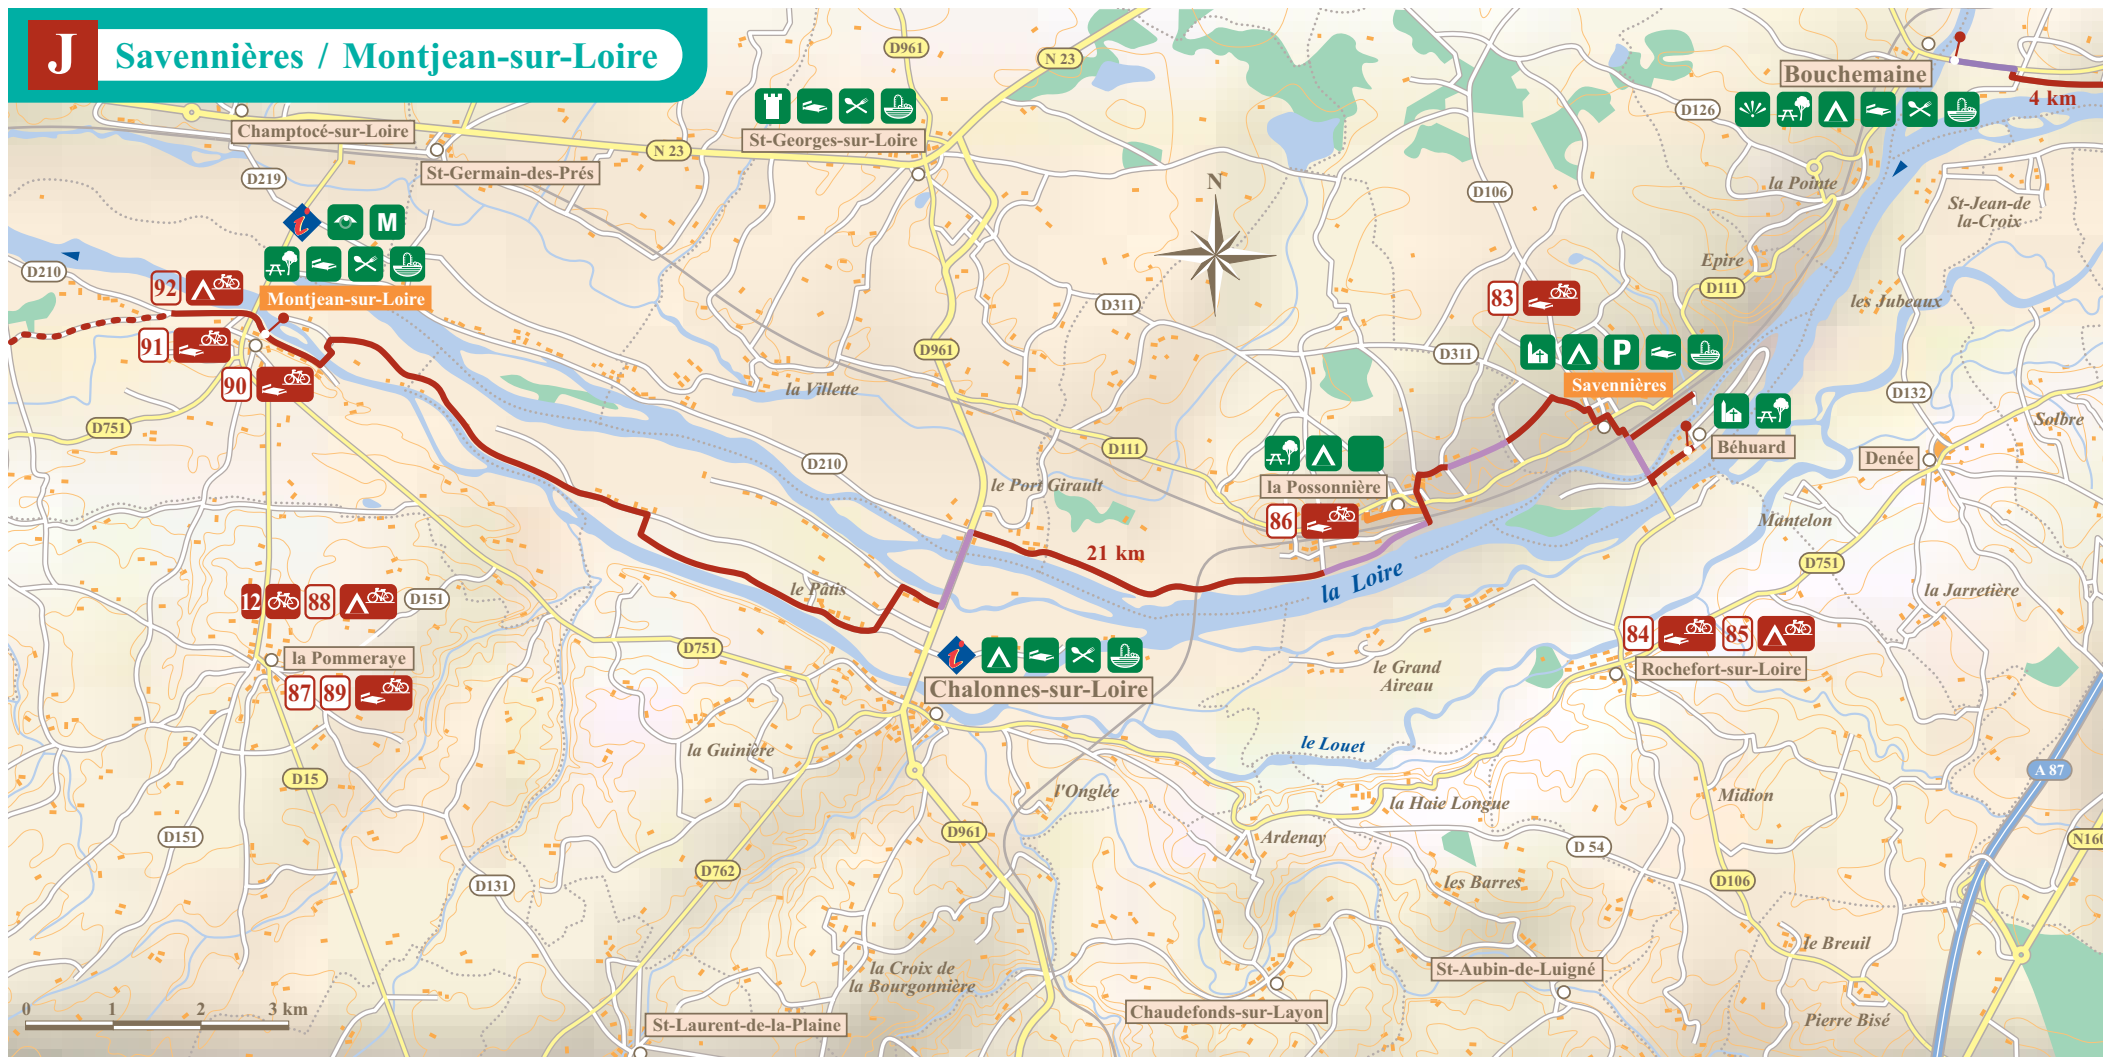 J
Savennières / Montjean-sur-Loire
D961
N 23
Bouchemaine
4 km
D126
Champtocé-sur-Loire
St-Germain-des-Prés
N 23
St-Georges-sur-Loire
D219
N
D106
la Pointe
St-Jean-de
la-Croix
i
M
D210
92
Montjean-sur-Loire
91
90
D311
D961
la Villette
83
Epire
D111
les Jubeaux
D311
P
Savennières
D132
Solbre
Béhuard
Denée
D751
D210
D111
le Port Girault
la Possonnière
86
21 km
la Loire
Mantelon
D751
la Jarretière
le Pâtis
12
88
D151
la Pommeraye
87
89
D751
i
Chalonnes-sur-Loire
le Grand
Aireau
84
85
Rochefort-sur-Loire
la Guinière
le Louet
A 87
D15
l'Onglée
la Haie Longue
Midion
D151
D961
Ardenay
D 54
N160
D762
D131
les Barres
D106
la Croix de
la Bourgonnière
St-Aubin-de-Luigné
le Breuil
0
1
2
3 km
St-Laurent-de-la-Plaine
Chaudefonds-sur-Layon
Pierre Bisé